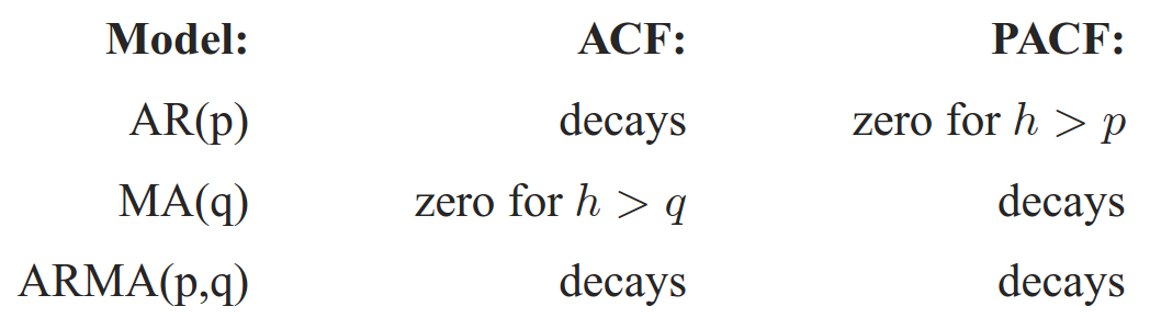 Model: ACF: PACF:
AR(p) decays zero for h > p
MA(q) zero for h > q decays
ARMA(p,q) decays decays